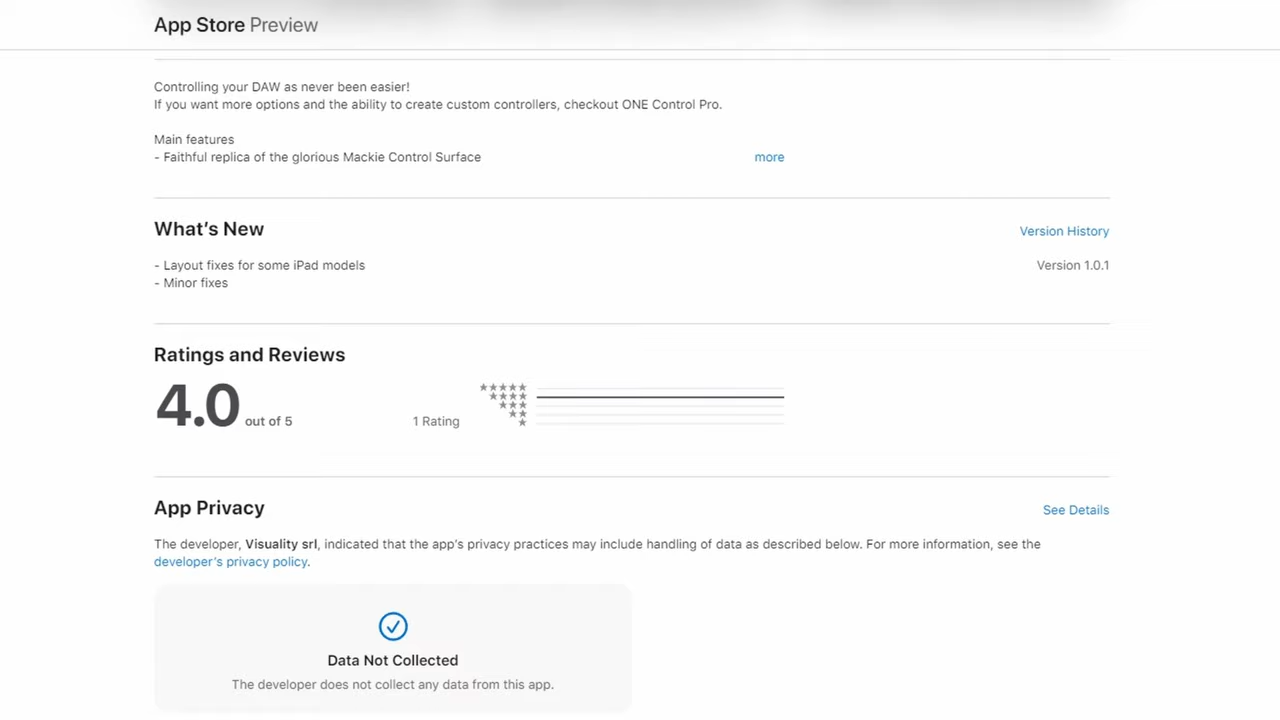 App Store Preview
Controlling your DAW as never been easier!
If you want more options and the ability to create custom controllers, checkout ONE Control Pro.
Main features
- Faithful replica of the glorious Mackie Control Surface
more
What's New
Version History
- Layout fixes for some iPad models
Version 1.0.1
- Minor fixes
Ratings and Reviews
4.0 out of 5
1 Rating
★★★★★
★★★★
★★★
★★
★
App Privacy
See Details
The developer, Visuality srl, indicated that the app's privacy practices may include handling of data as described below. For more information, see the
developer's privacy policy.
Data Not Collected
The developer does not collect any data from this app.